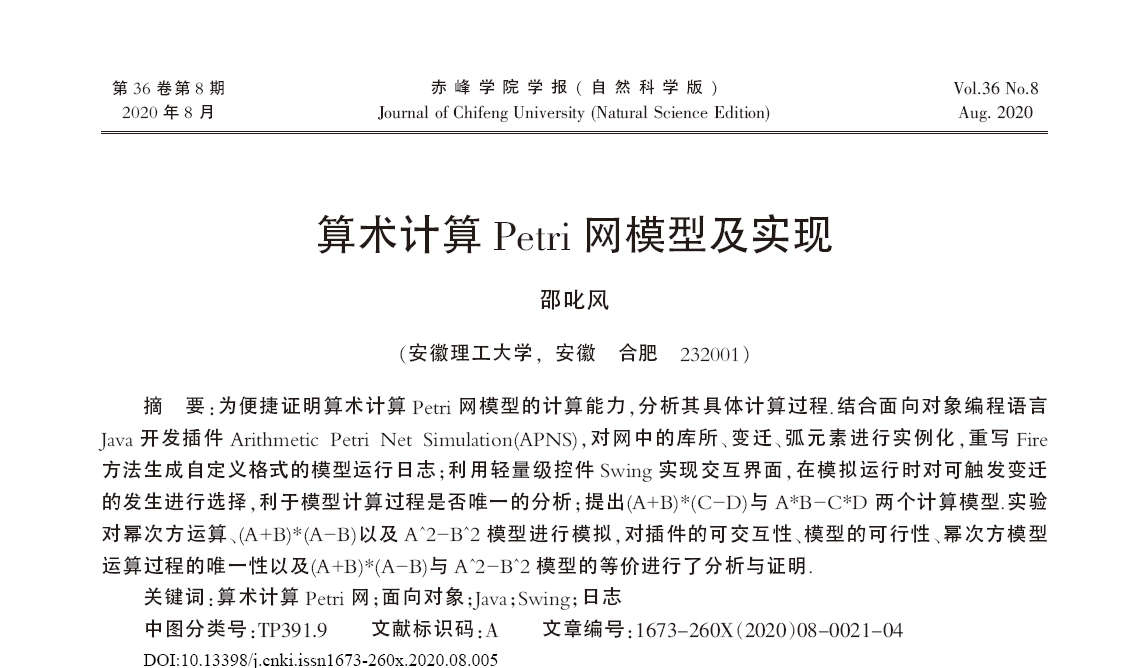 第 36 卷第 8 期
赤峰学院学报(自然科学版)
Vol.36 No.8
2020 年 8 月
Journal of Chifeng University (Natural Science Edition)
Aug. 2020
算术计算 Petri 网模型及实现
邵叱风
(安徽理工大学, 安徽 合肥 232001)
摘 要:为便捷证明算术计算 Petri 网模型的计算能力,分析其具体计算过程.结合面向对象编程语言
Java 开发插件 Arithmetic Petri Net Simulation(APNS),对网中的库所、变迁、弧元素进行实例化,重写 Fire
方法生成自定义格式的模型运行日志;利用轻量级控件 Swing 实现交互界面,在模拟运行时对可触发变迁
的发生进行选择,利于模型计算过程是否唯一的分析;提出(A+B)*(C-D)与 A*B-C*D 两个计算模型.实验
对幂次方运算、(A+B)*(A-B)以及 A^2-B^2 模型进行模拟,对插件的可交互性、模型的可行性、幂次方模型
运算过程的唯一性以及(A+B)*(A-B)与 A^2-B^2 模型的等价进行了分析与证明.
关键词:算术计算 Petri 网;面向对象;Java;Swing;日志
中图分类号:TP391.9 文献标识码:A 文章编号:1673-260X(2020)08-0021-04
DOI:10.13398/j.cnki.issn1673-260x.2020.08.005